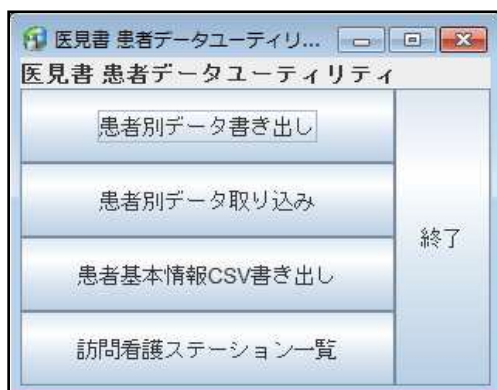 医見書 患者データユーティリ...
医見書 患者データユーティリティ
患者別データ書き出し
患者別データ取り込み
患者基本情報CSV書き出し
訪問看護ステーション一覧
終了